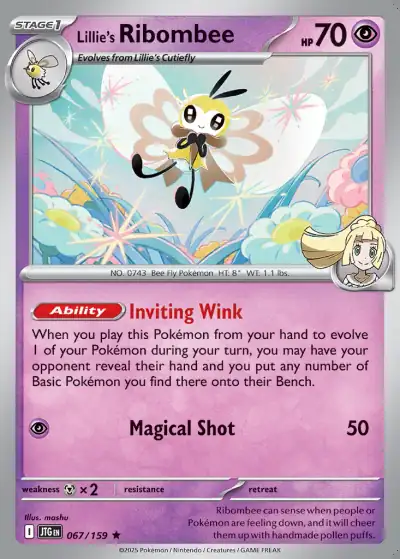 STAGE1
Lillie's Ribombee
HP 70
Evolves from Lillie's Cutiefly
NO. 0743 Bee Fly Pokémon HT: 8" WT: 1.1 lbs.
Ability Inviting Wink
When you play this Pokémon from your hand to evolve
1 of your Pokémon during your turn, you may have your
opponent reveal their hand and you put any number of
Basic Pokémon you find there onto their Bench.
Magical Shot 50
weakness ×2 resistance retreat
Illus. mashu
I JTG EN 067/159 ★
Ribombee can sense when people or
Pokémon are feeling down, and it will cheer
them up with handmade pollen puffs.
©2025 Pokémon / Nintendo / Creatures / GAME FREAK